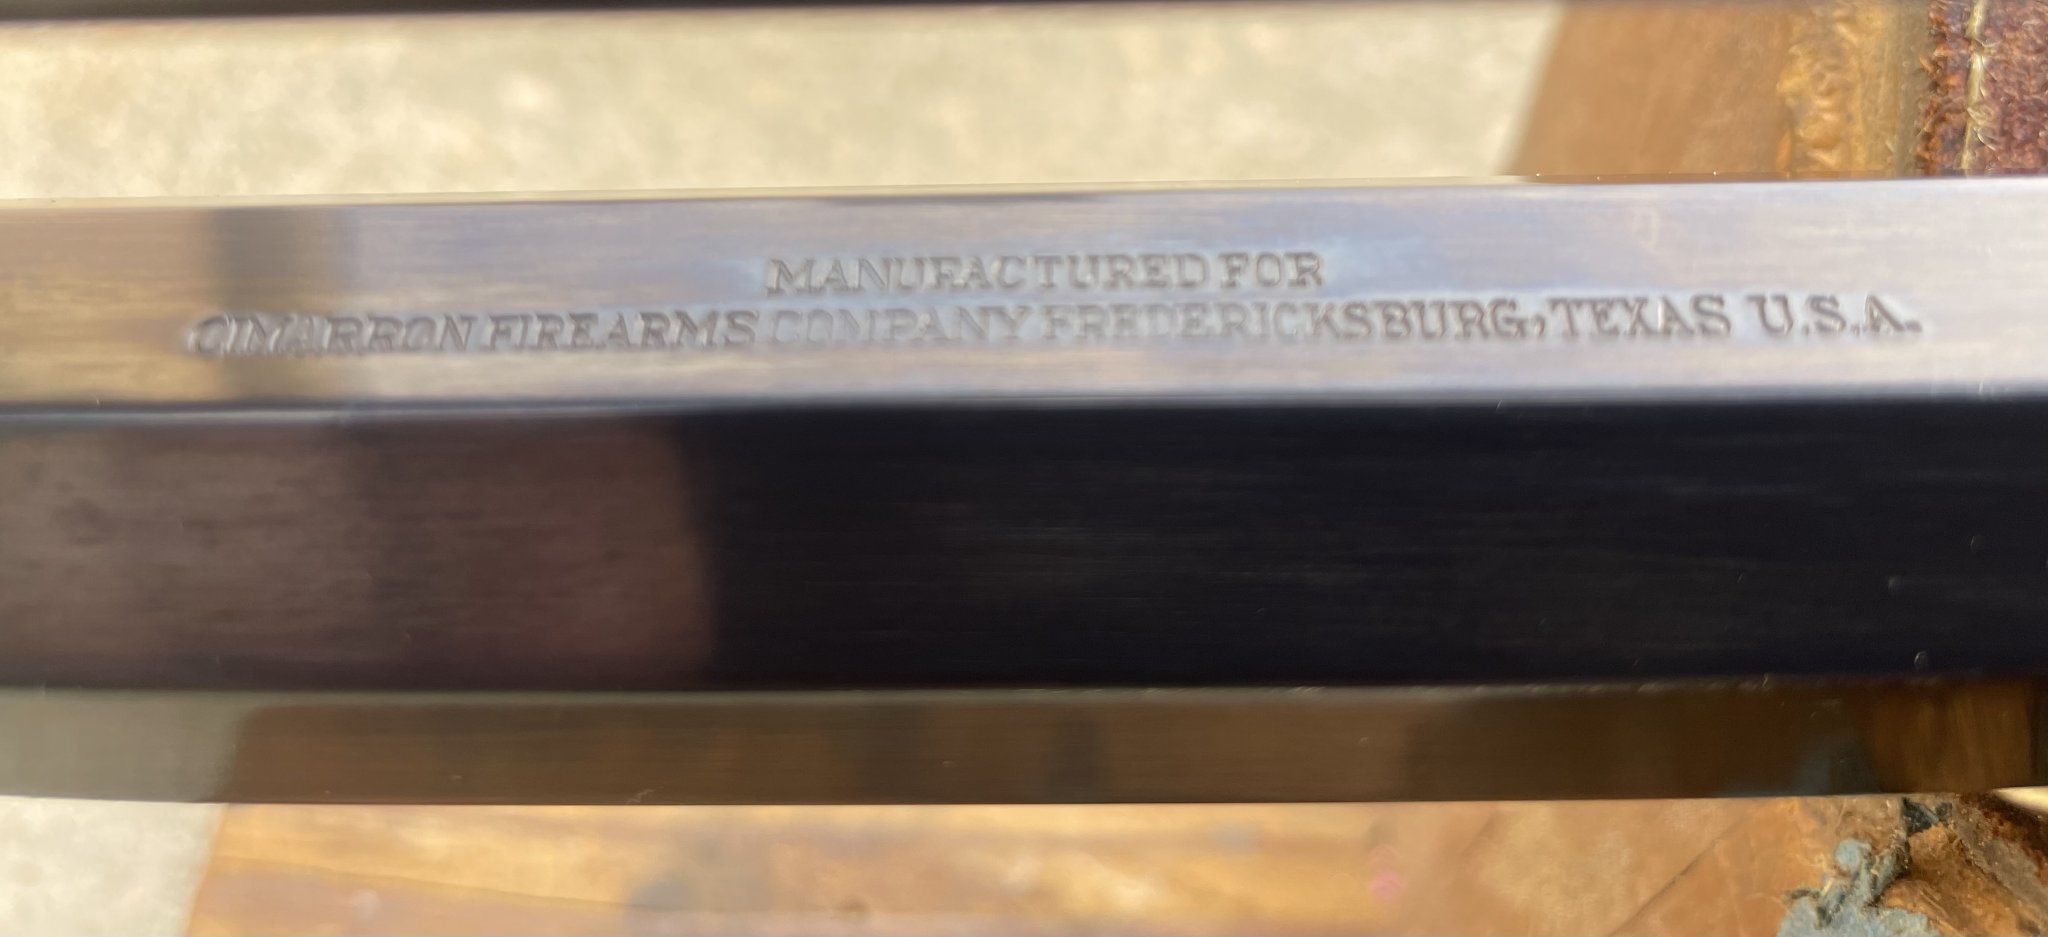 MANUFACTURED FOR
CIMARRON FIREARMS COMPANY FREDERICKSBURG, TEXAS U.S.A.